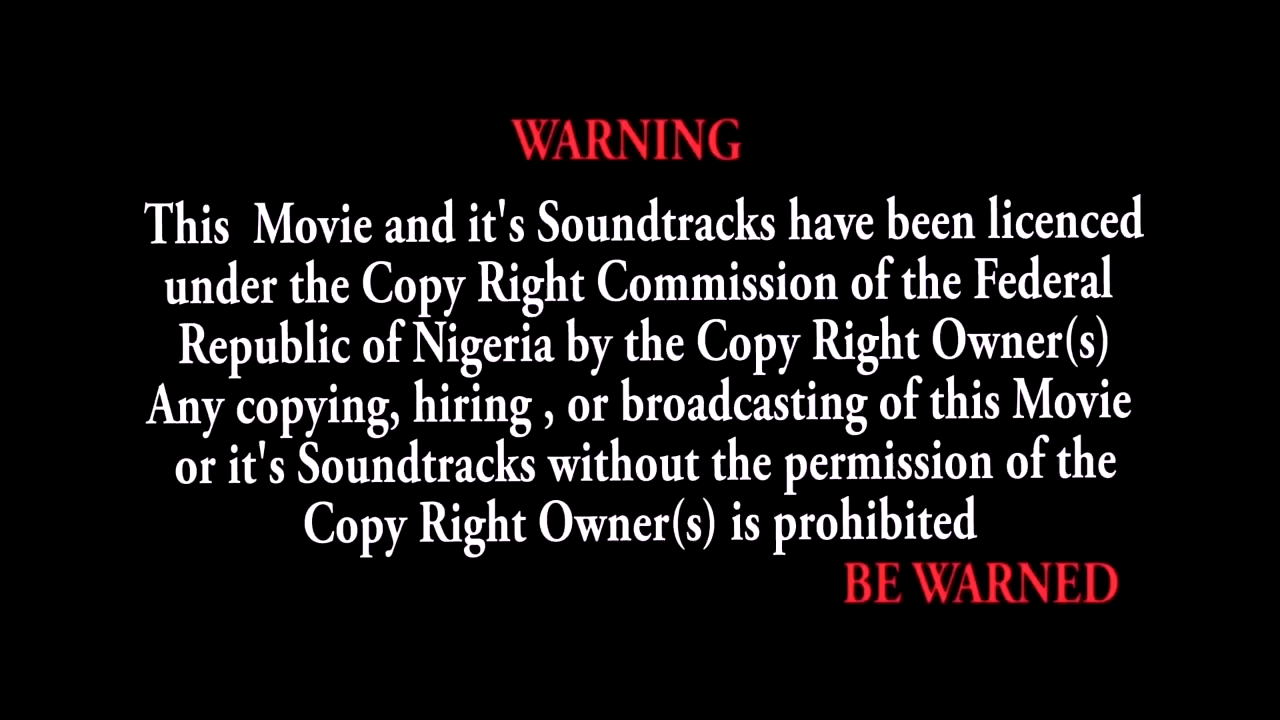 WARNING
This  Movie and it's Soundtracks have been licenced
under the Copy Right Commission of the Federal
Republic of Nigeria by the Copy Right Owner(s)
Any copying, hiring , or broadcasting of this Movie
or it's Soundtracks without the permission of the
Copy Right Owner(s) is prohibited
BE WARNED